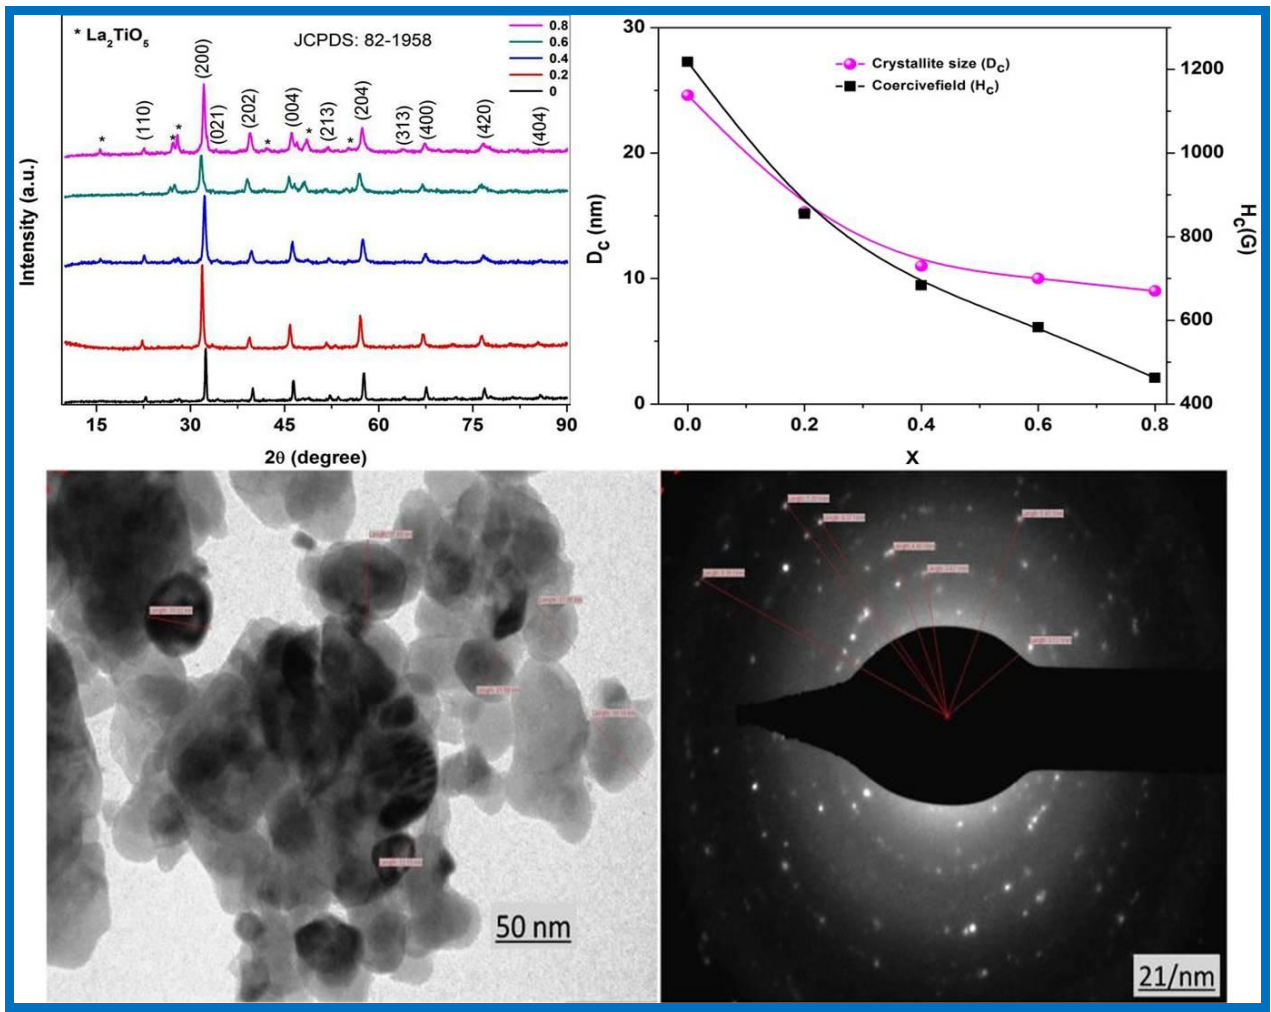 * La2TiO5
JCPDS: 82-1958
0.8
0.6
0.4
0.2
0
(110)
(200)
(021)
(202)
(004)
(213)
(204)
(313)
(400)
(420)
(404)
* * * * * *
Intensity (a.u.)
15 30 45 60 75 90
2θ (degree)
30
20
10
0
DC (nm)
Crystallite size (DC)
Coercivefield (HC)
1200
1000
800
600
400
HC(G)
0.0 0.2 0.4 0.6 0.8
X
50 nm
21/nm